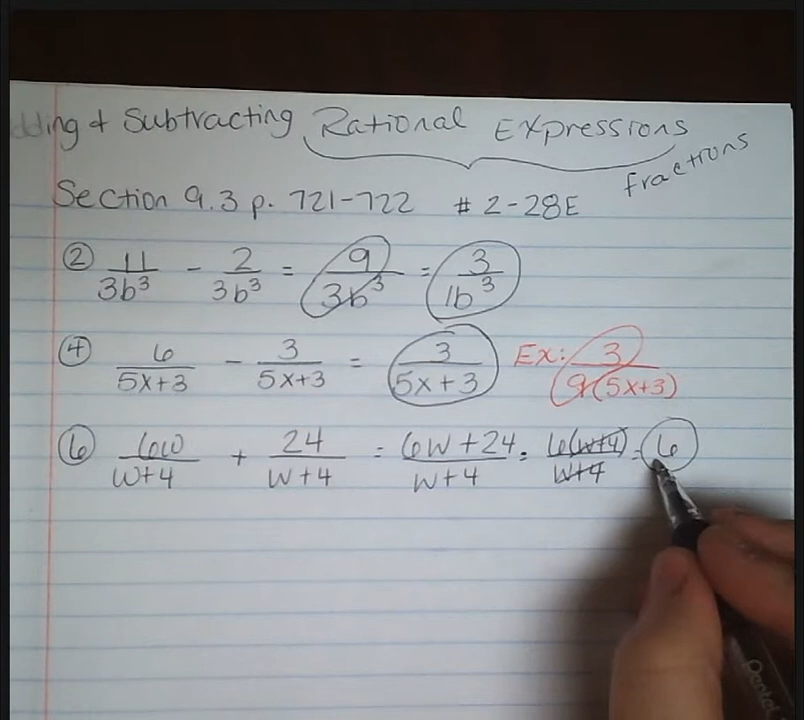 dding + Subtracting Rational Expressions
fractions
Section 9.3 p. 721-722 # 2-28E
② 11/3b³ - 2/3b³ = 9/3b³ = 3/1b³
④ 6/5x+3 - 3/5x+3 = 3/5x+3 Ex: 3/9(5x+3)
⑥ 6w/w+4 + 24/w+4 = 6w+24/w+4 = 6(w+4)/w+4 = 6
Pentel